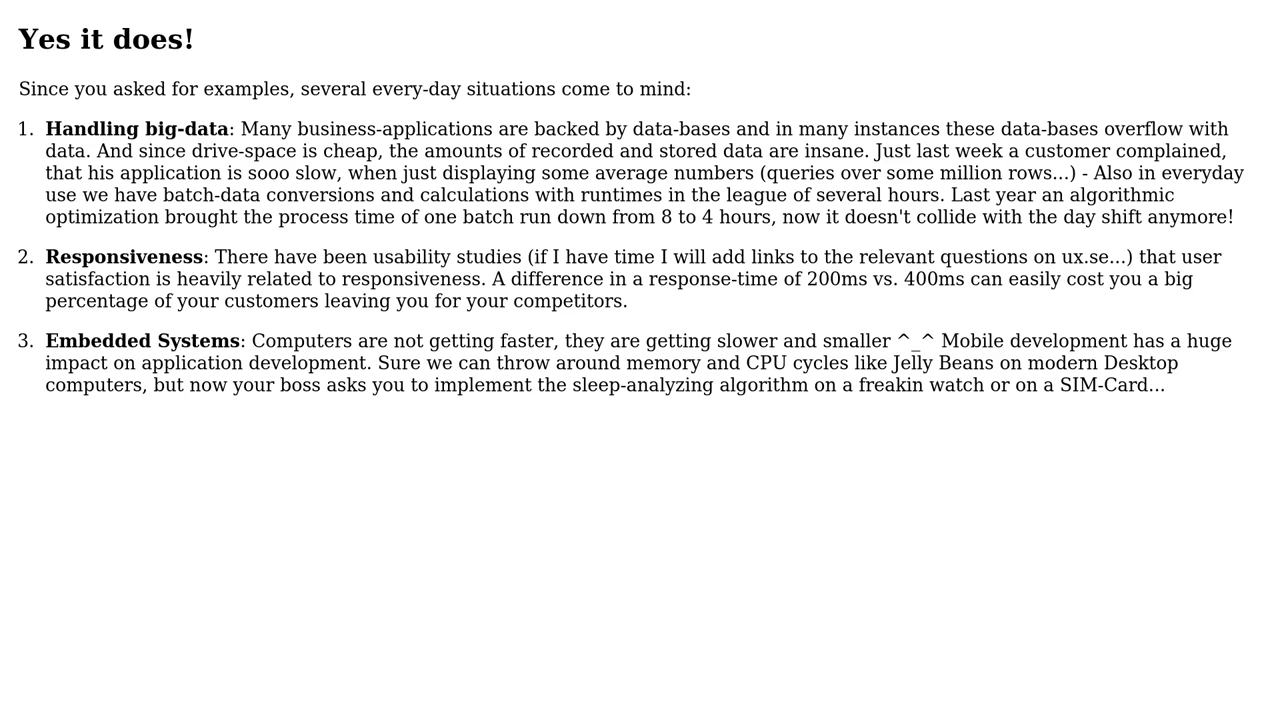 Yes it does!
Since you asked for examples, several every-day situations come to mind:
1. Handling big-data: Many business-applications are backed by data-bases and in many instances these data-bases overflow with
data. And since drive-space is cheap, the amounts of recorded and stored data are insane. Just last week a customer complained,
that his application is sooo slow, when just displaying some average numbers (queries over some million rows...) - Also in everyday
use we have batch-data conversions and calculations with runtimes in the league of several hours. Last year an algorithmic
optimization brought the process time of one batch run down from 8 to 4 hours, now it doesn't collide with the day shift anymore!
2. Responsiveness: There have been usability studies (if I have time I will add links to the relevant questions on ux.se...) that user
satisfaction is heavily related to responsiveness. A difference in a response-time of 200ms vs. 400ms can easily cost you a big
percentage of your customers leaving you for your competitors.
3. Embedded Systems: Computers are not getting faster, they are getting slower and smaller ^_^ Mobile development has a huge
impact on application development. Sure we can throw around memory and CPU cycles like Jelly Beans on modern Desktop
computers, but now your boss asks you to implement the sleep-analyzing algorithm on a freakin watch or on a SIM-Card...